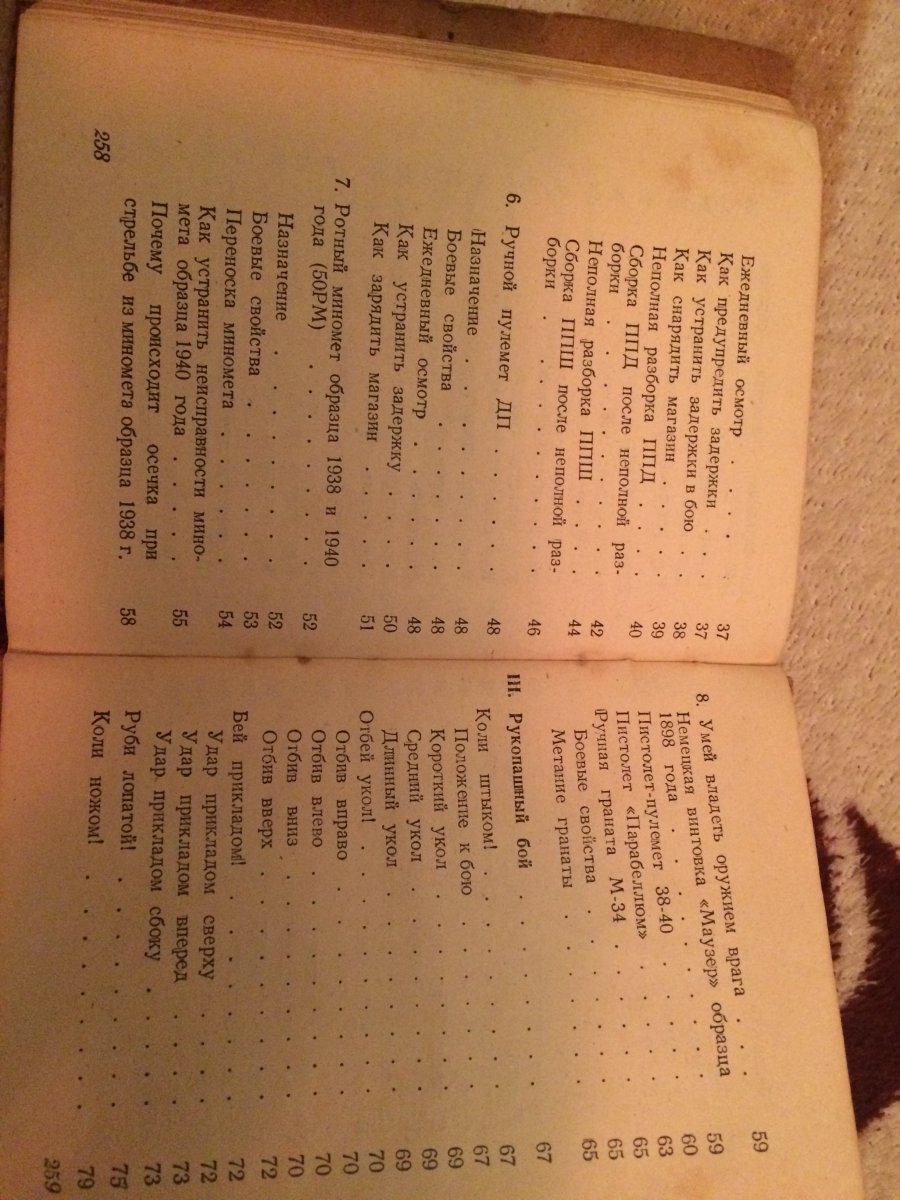 Ежедневный осмотр . . . . 37
Как предупредить задержки . . . 37
Как устранить задержки в бою . . 38
Как снарядить магазин . . . . 39
Неполная разборка ППД . . . . 40
Сборка ППД после неполной раз-
борки . . . . . . 42
Неполная разборка ППШ . . . . 44
Сборка ППШ после неполной раз-
борки . . . . . . . 46
6. Ручной пулемет ДП . . . . . 48
Назначение . . . . . . . 48
Боевые свойства . . . . . . 48
Ежедневный осмотр . . . . . 48
Как устранить задержку . . . . 50
Как зарядить магазин . . . . 51
7. Ротный миномет образца 1938 и 1940
года (50РМ) . . . . . . . 52
Назначение . . . . . . . 52
Боевые свойства . . . . . . 53
Переноска миномета . . . . . 54
Как устранить неисправности мино-
мета образца 1940 года . . . . 55
Почему происходит осечка при
стрельбе из миномета образца 1938 г. 58
258
8. Умей владеть оружием врага . . . 59
Немецкая винтовка «Маузер» образца
1898 года . . . . . . . 59
Пистолет-пулемет 38-40 . . . . 60
Пистолет «Парабеллюм» . . . . 63
Ручная граната М-34 . . . . . 65
Боевые свойства . . . . . 65
Метание гранаты . . . . . 65
III. Рукопашный бой . . . . . . 67
Коли штыком! . . . . . . . 67
Положение к бою . . . . . 67
Короткий укол . . . . . . 69
Средний укол . . . . . . 69
Длинный укол . . . . . . 69
Отбей укол! . . . . . . . 70
Отбив вправо . . . . . . 70
Отбив влево . . . . . . 70
Отбив вниз . . . . . . 70
Отбив вверх . . . . . . 72
Бей прикладом! . . . . . . 72
Удар прикладом сверху . . . 72
Удар прикладом вперед . . . 73
Удар прикладом сбоку . . . . 73
Руби лопатой! . . . . . . 75
Коли ножом! . . . . . . . 79
259